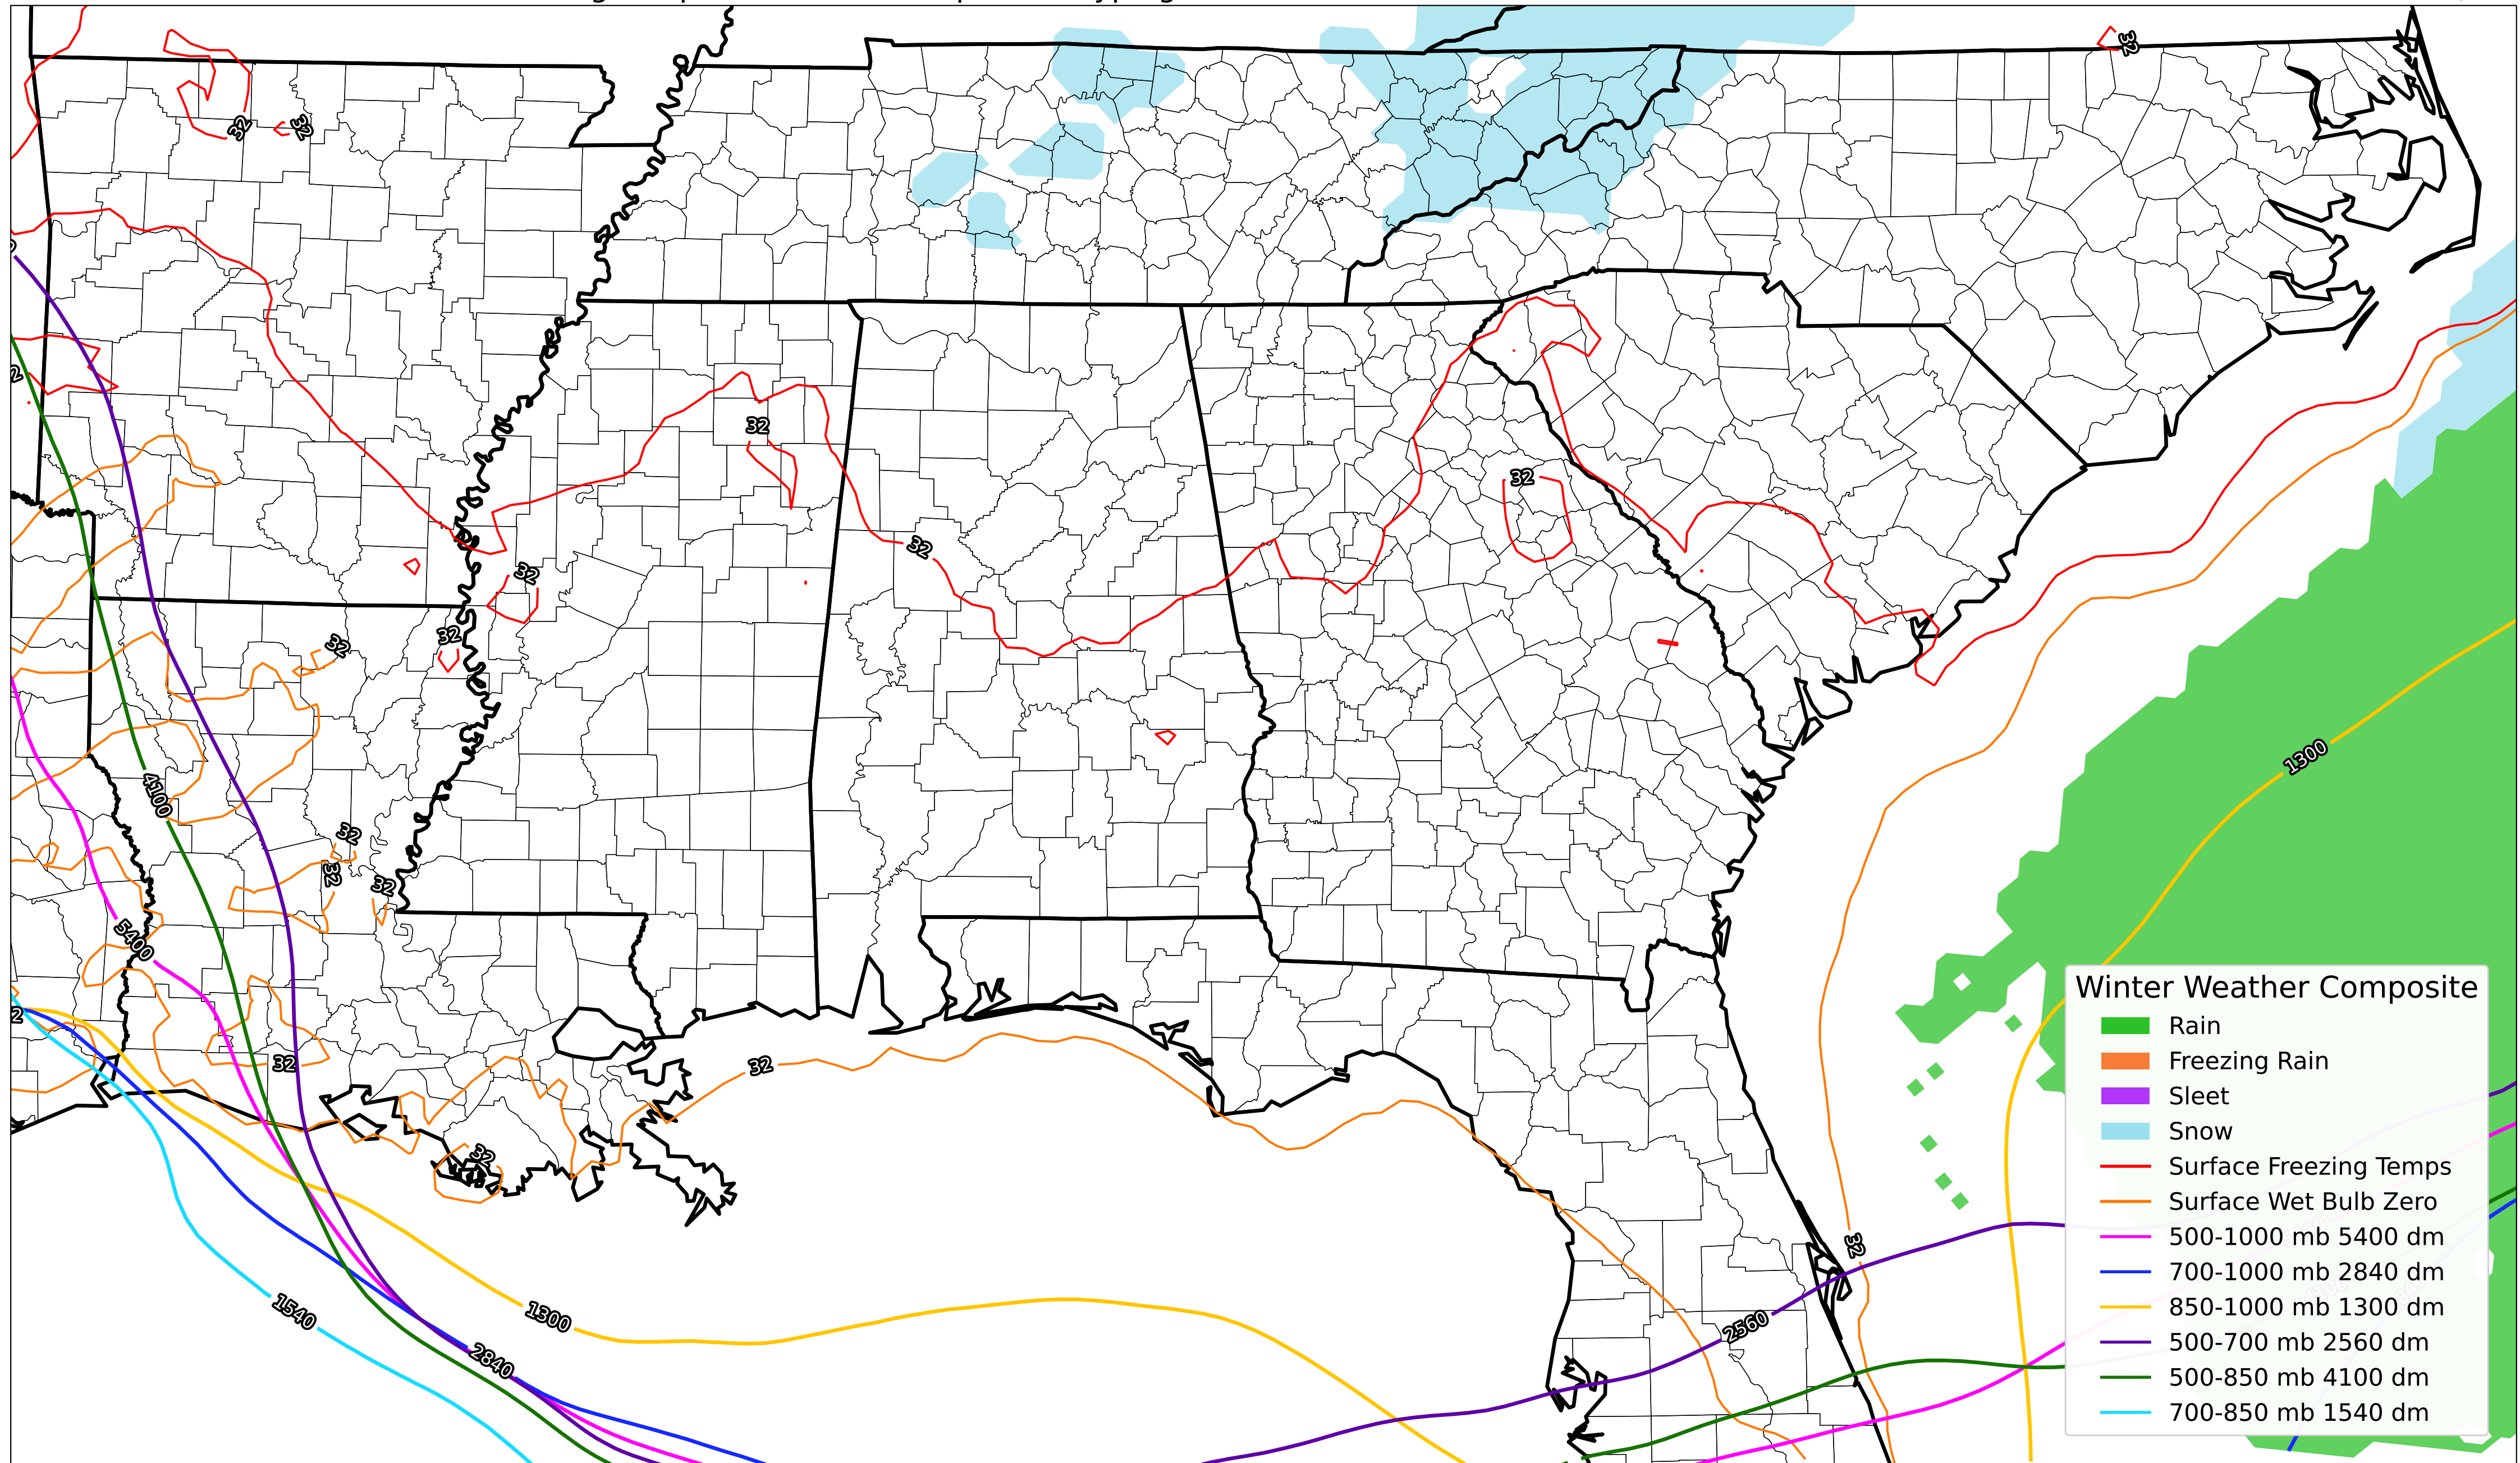 32
32
32
32
32
32
32
32
32
32
4100
1300
32
32
32
5400
32
32
32
32
1540
1300
2840
2560
32
Winter Weather Composite
Rain
Freezing Rain
Sleet
Snow
Surface Freezing Temps
Surface Wet Bulb Zero
500-1000 mb 5400 dm
700-1000 mb 2840 dm
850-1000 mb 1300 dm
500-700 mb 2560 dm
500-850 mb 4100 dm
700-850 mb 1540 dm